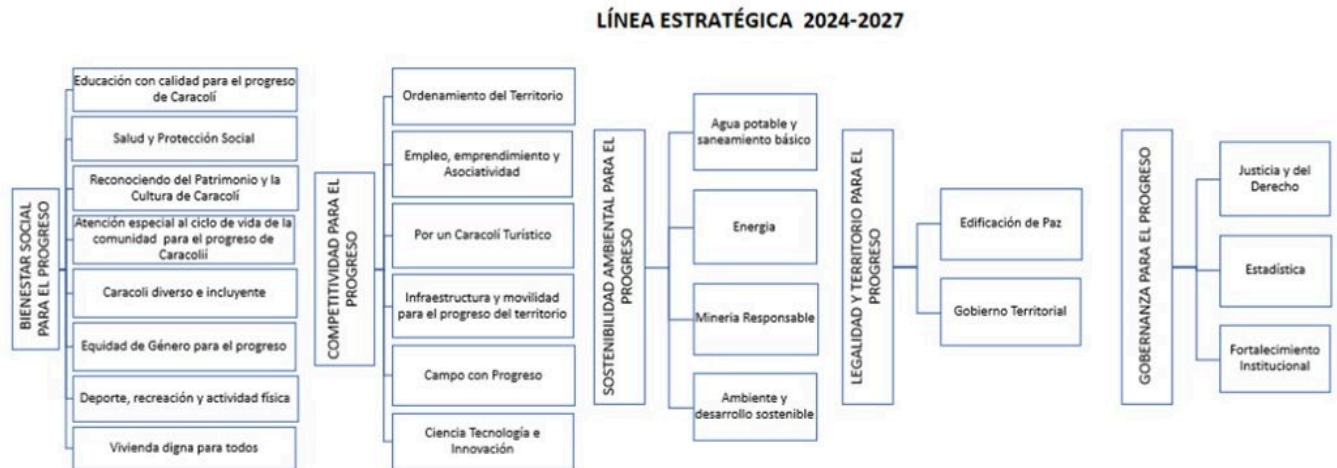 LÍNEA ESTRATÉGICA 2024-2027
BIENESTAR SOCIAL
PARA EL PROGRESO
Educación con calidad para el progreso
de Caracolí
Salud y Protección Social
Reconociendo del Patrimonio y la
Cultura de Caracolí
Atención especial al ciclo de vida de la
comunidad para el progreso de
Caracolií
Caracoli diverso e incluyente
Equidad de Género para el progreso
Deporte, recreación y actividad física
Vivienda digna para todos
COMPETITIVIDAD PARA EL
PROGRESO
Ordenamiento del Territorio
Empleo, emprendimiento y
Asociatividad
Por un Caracolí Turístico
Infraestructura y movilidad
para el progreso del territorio
Campo con Progreso
Ciencia Tecnología e
Innovación
SOSTENIBILIDAD AMBIENTAL PARA EL
PROGRESO
Agua potable y
saneamiento básico
Energia
Mineria Responsable
Ambiente y
desarrollo sostenible
LEGALIDAD Y TERRITORIO PARA EL
PROGRESO
Edificación de Paz
Gobierno Territorial
GOBERNANZA PARA EL PROGRESO
Justicia y del
Derecho
Estadística
Fortalecimiento
Institucional